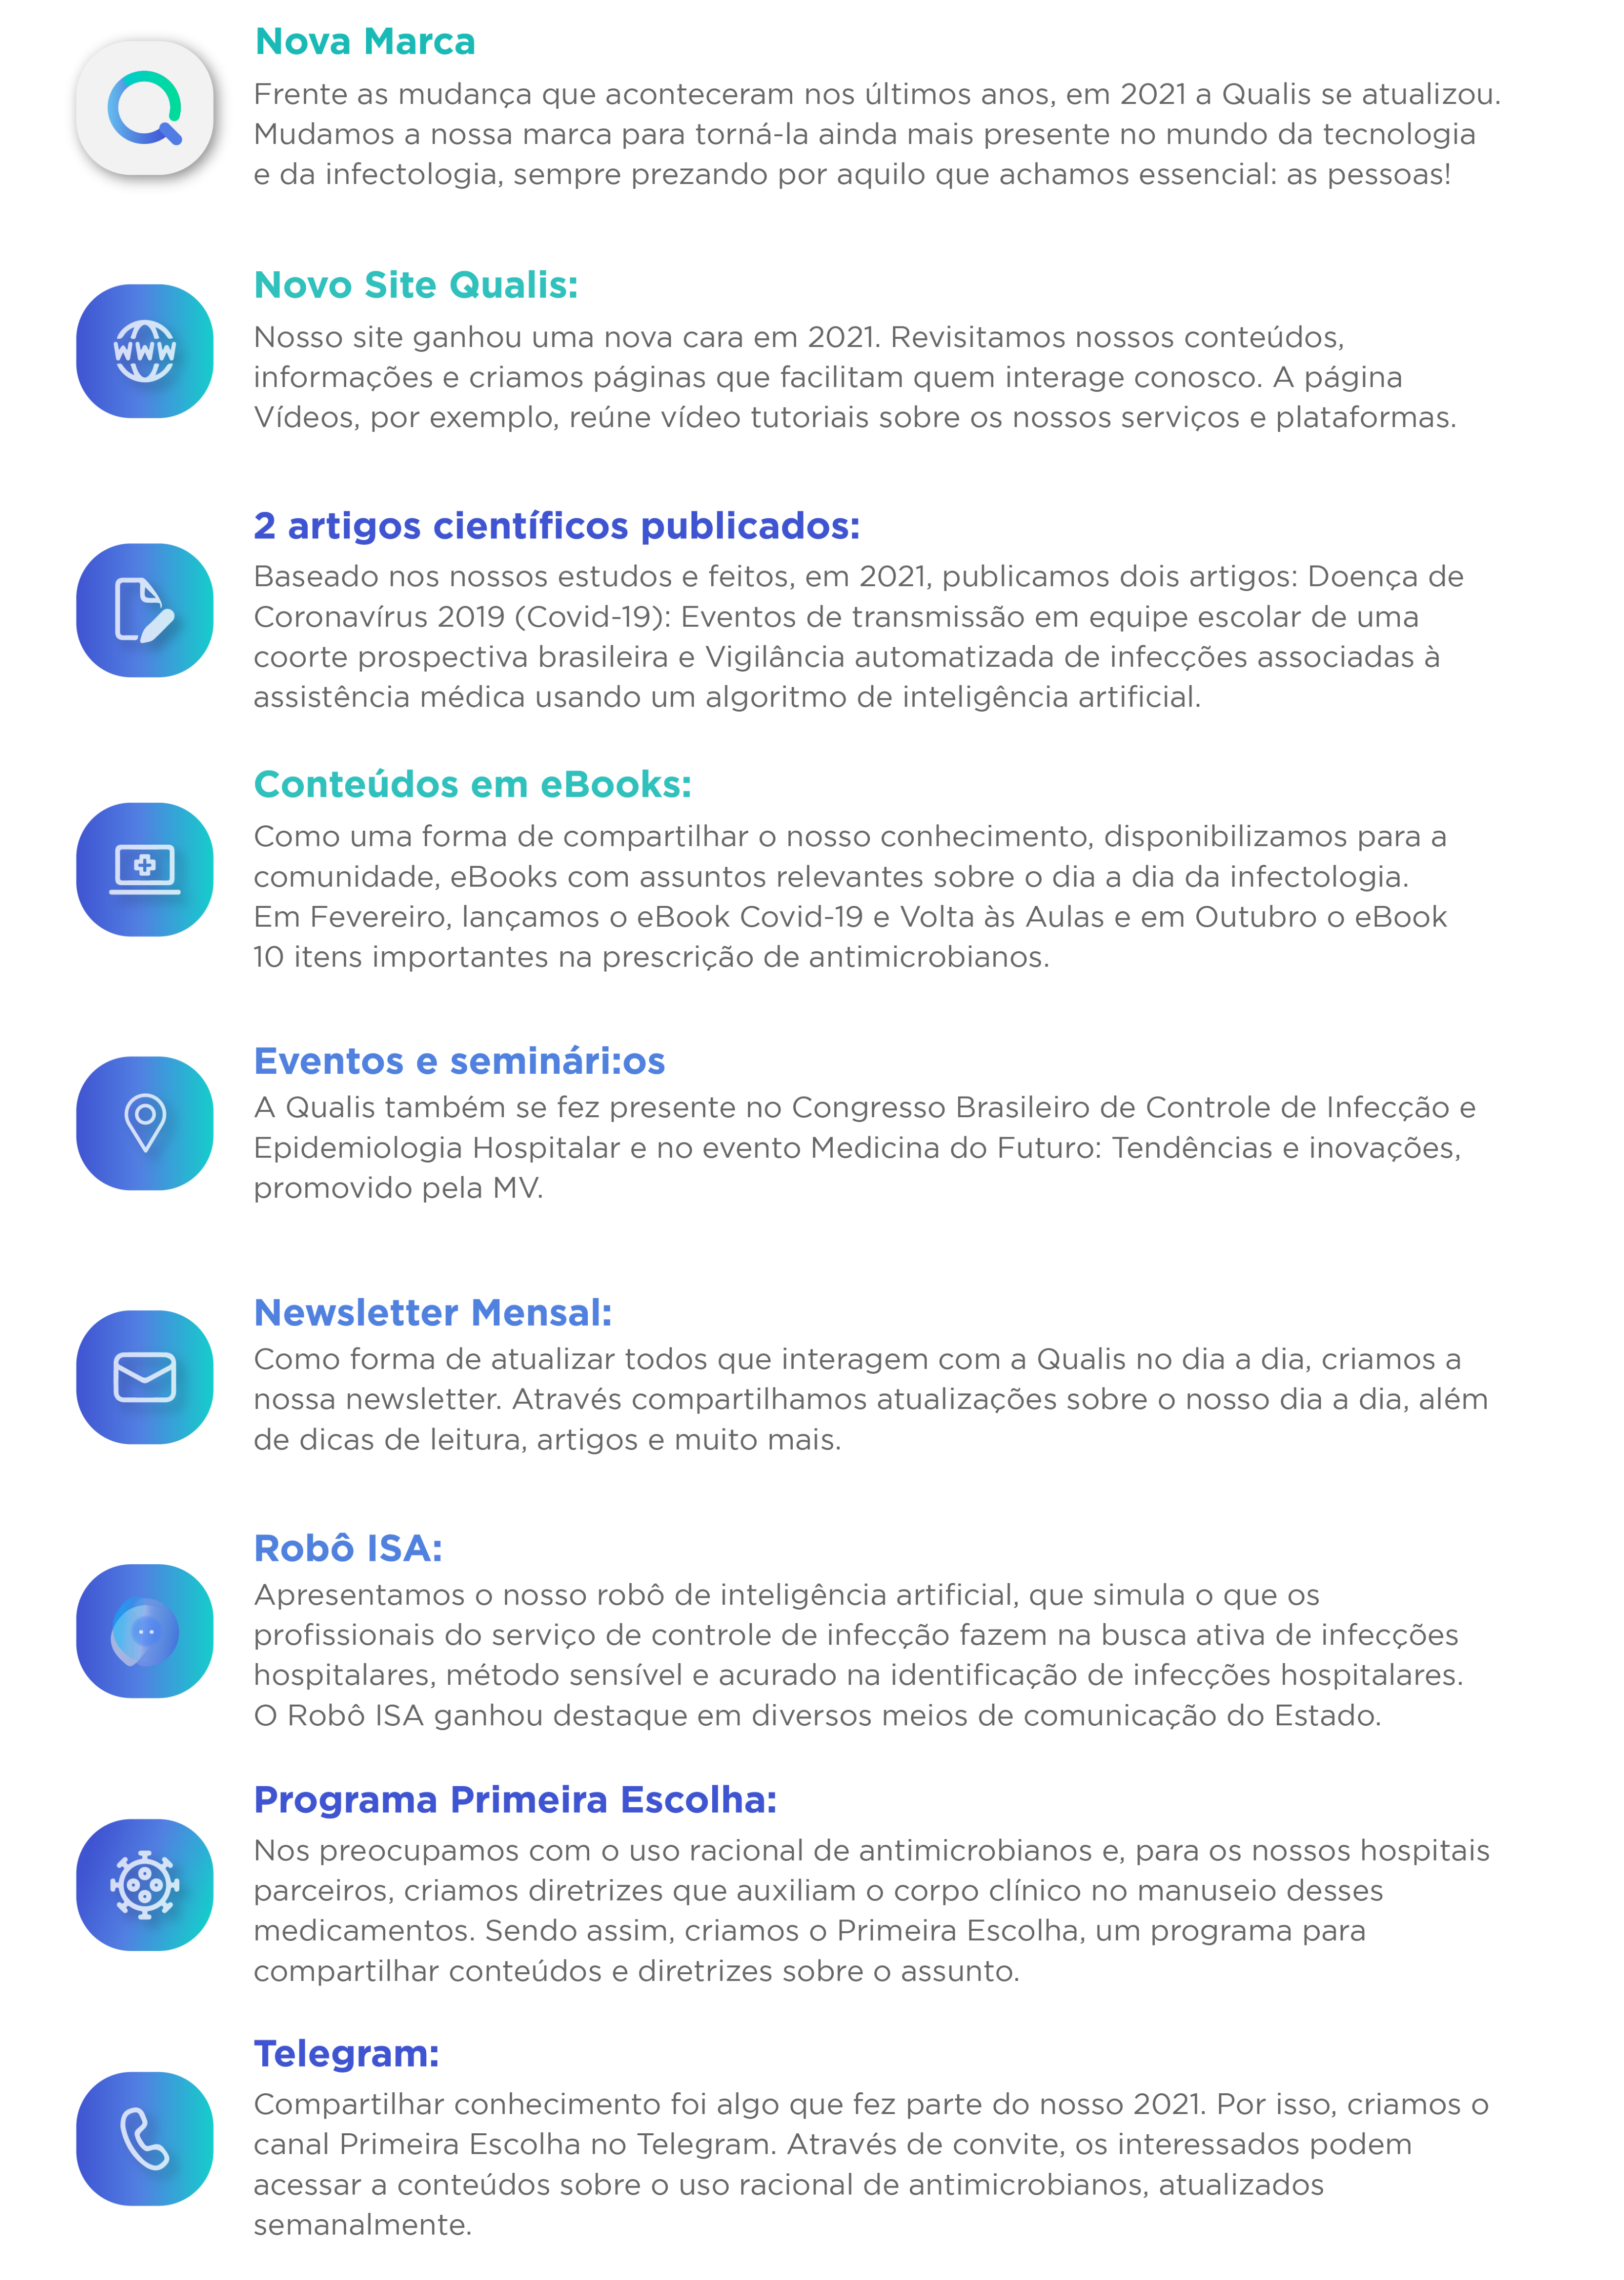 Nova Marca
Frente as mudança que aconteceram nos últimos anos, em 2021 a Qualis se atualizou.
Mudamos a nossa marca para torná-la ainda mais presente no mundo da tecnologia
e da infectologia, sempre prezando por aquilo que achamos essencial: as pessoas!
Novo Site Qualis:
WWW
Nosso site ganhou uma nova cara em 2021. Revisitamos nossos conteúdos,
informações e criamos páginas que facilitam quem interage conosco. A página
Vídeos, por exemplo, reúne vídeo tutoriais sobre os nossos serviços e plataformas.
2 artigos científicos publicados:
Baseado nos nossos estudos e feitos, em 2021, publicamos dois artigos: Doença de
Coronavírus 2019 (Covid-19): Eventos de transmissão em equipe escolar de uma
coorte prospectiva brasileira e Vigilância automatizada de infecções associadas à
assistência médica usando um algoritmo de inteligência artificial.
Conteúdos em eBooks:
Como uma forma de compartilhar o nosso conhecimento, disponibilizamos para a
comunidade, eBooks com assuntos relevantes sobre o dia a dia da infectologia.
Em Fevereiro, lançamos o eBook Covid-19 e Volta às Aulas e em Outubro o eBook
10 itens importantes na prescrição de antimicrobianos.
Eventos e seminári:os
A Qualis também se fez presente no Congresso Brasileiro de Controle de Infecção e
Epidemiologia Hospitalar e no evento Medicina do Futuro: Tendências e inovações,
promovido pela MV.
Newsletter Mensal:
Como forma de atualizar todos que interagem com a Qualis no dia a dia, criamos a
nossa newsletter. Através compartilhamos atualizações sobre o nosso dia a dia, além
de dicas de leitura, artigos e muito mais.
Robô ISA:
Apresentamos o nosso robô de inteligência artificial, que simula o que os
profissionais do serviço de controle de infecção fazem na busca ativa de infecções
hospitalares, método sensível e acurado na identificação de infecções hospitalares.
O Robô ISA ganhou destaque em diversos meios de comunicação do Estado.
Programa Primeira Escolha:
Nos preocupamos com o uso racional de antimicrobianos e, para os nossos hospitais
parceiros, criamos diretrizes que auxiliam o corpo clínico no manuseio desses
medicamentos. Sendo assim, criamos o Primeira Escolha, um programa para
compartilhar conteúdos e diretrizes sobre o assunto.
Telegram:
Compartilhar conhecimento foi algo que fez parte do nosso 2021. Por isso, criamos o
canal Primeira Escolha no Telegram. Através de convite, os interessados podem
acessar a conteúdos sobre o uso racional de antimicrobianos, atualizados
semanalmente.